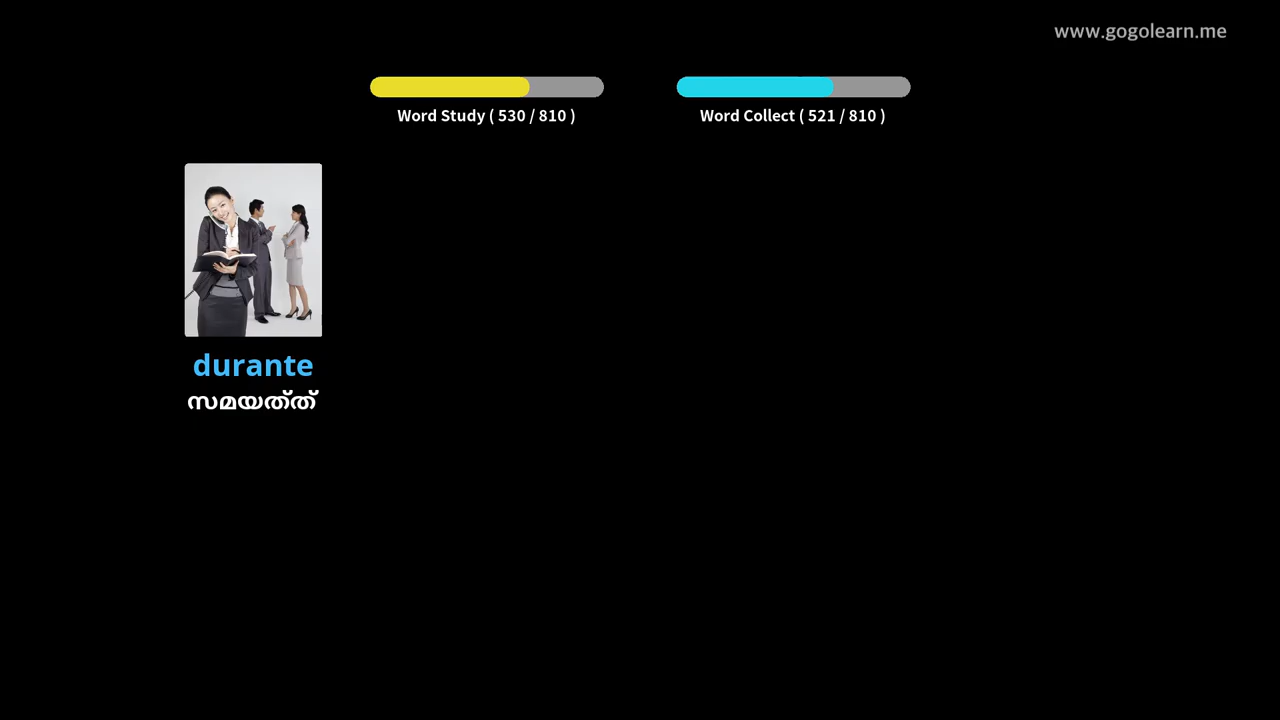 www.gogolearn.me
Word Study ( 530 / 810 )
Word Collect ( 521 / 810 )
durante
സമയത്ത്